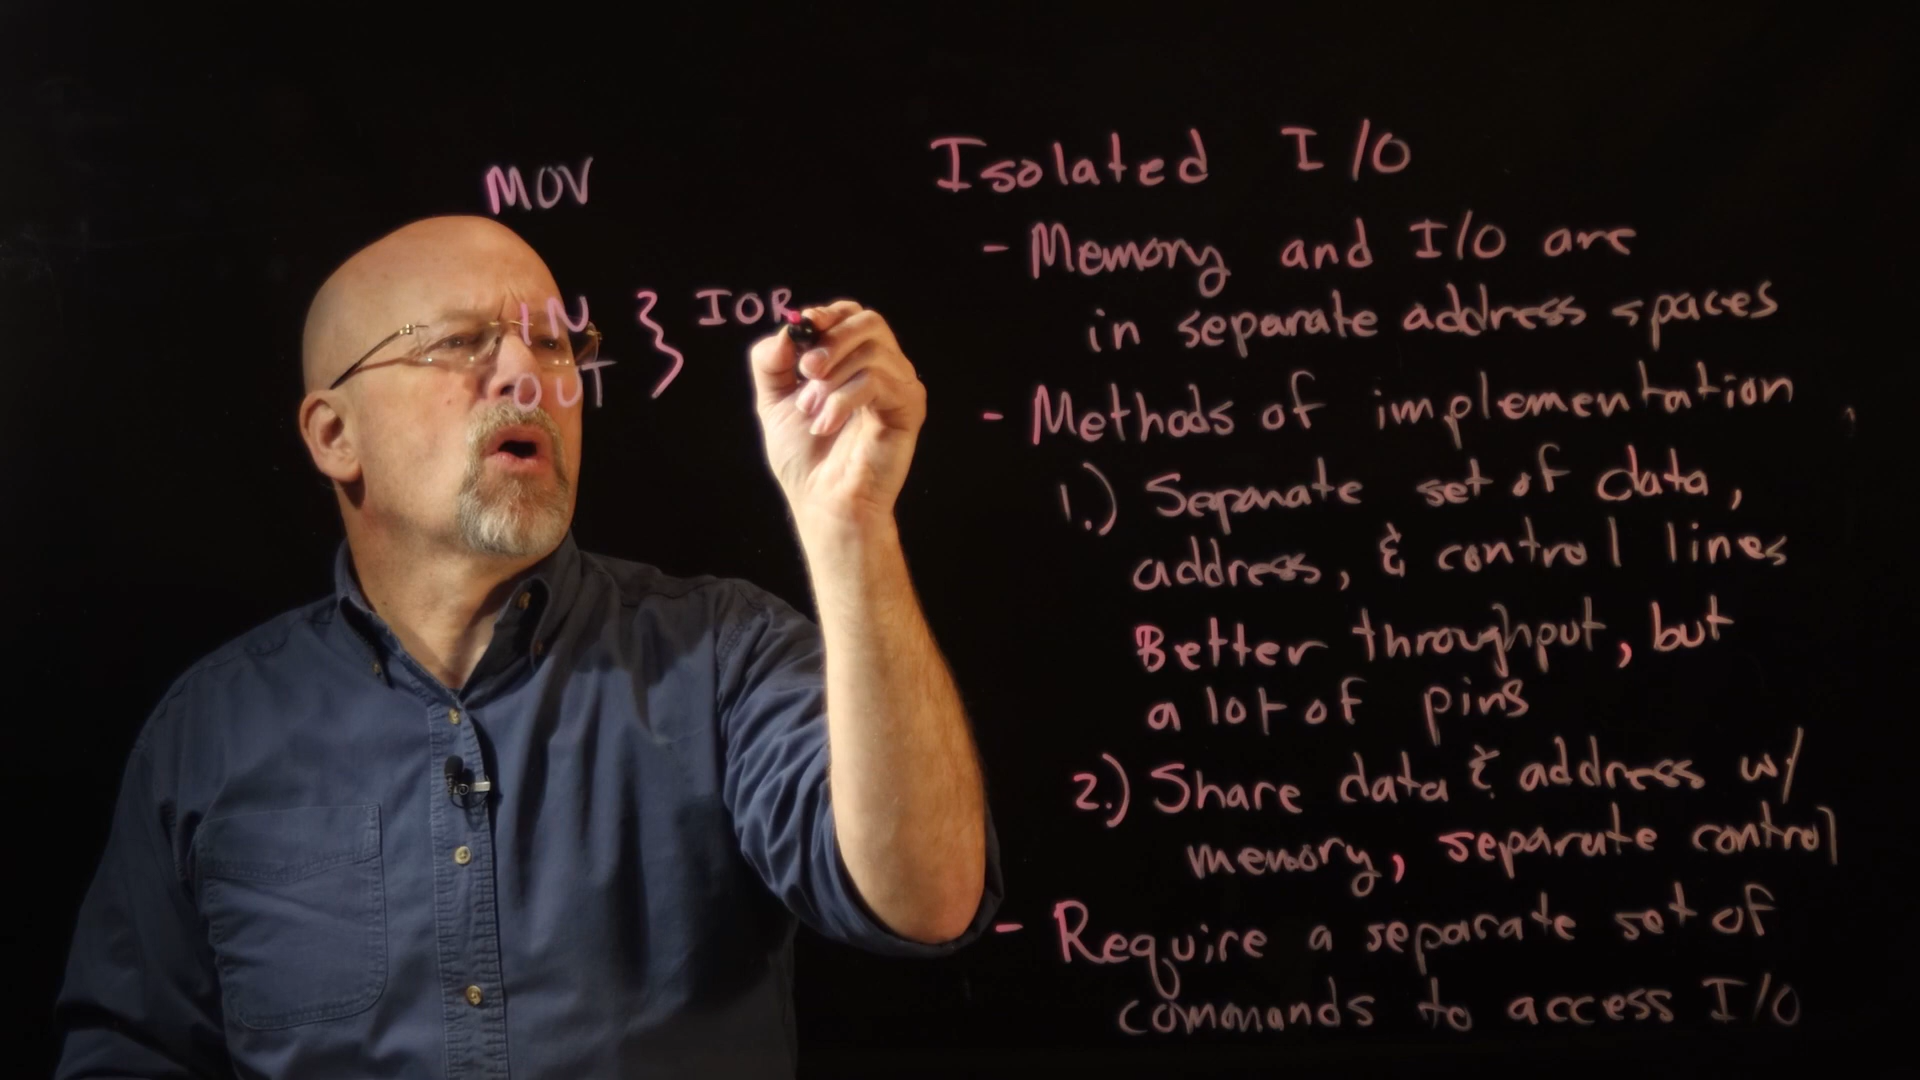 MOV
IN
OUT
} IOR
Isolated I/O
- Memory and I/O are
in separate address spaces
- Methods of implementation
1.) Separate set of data,
address, & control lines
Better throughput, but
a lot of pins
2.) Share data & address w/
memory, separate control
- Require a separate set of
commands to access I/O